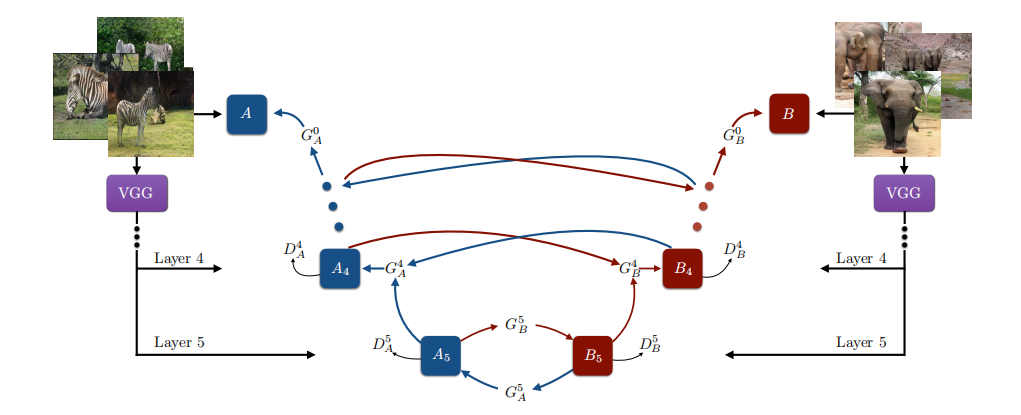 A
B
G_A^0
G_B^0
VGG
VGG
D_A^4
D_B^4
Layer 4
A_4
G_A^4
G_B^4
B_4
Layer 4
G_B^5
Layer 5
D_A^5
A_5
B_5
D_B^5
Layer 5
G_A^5